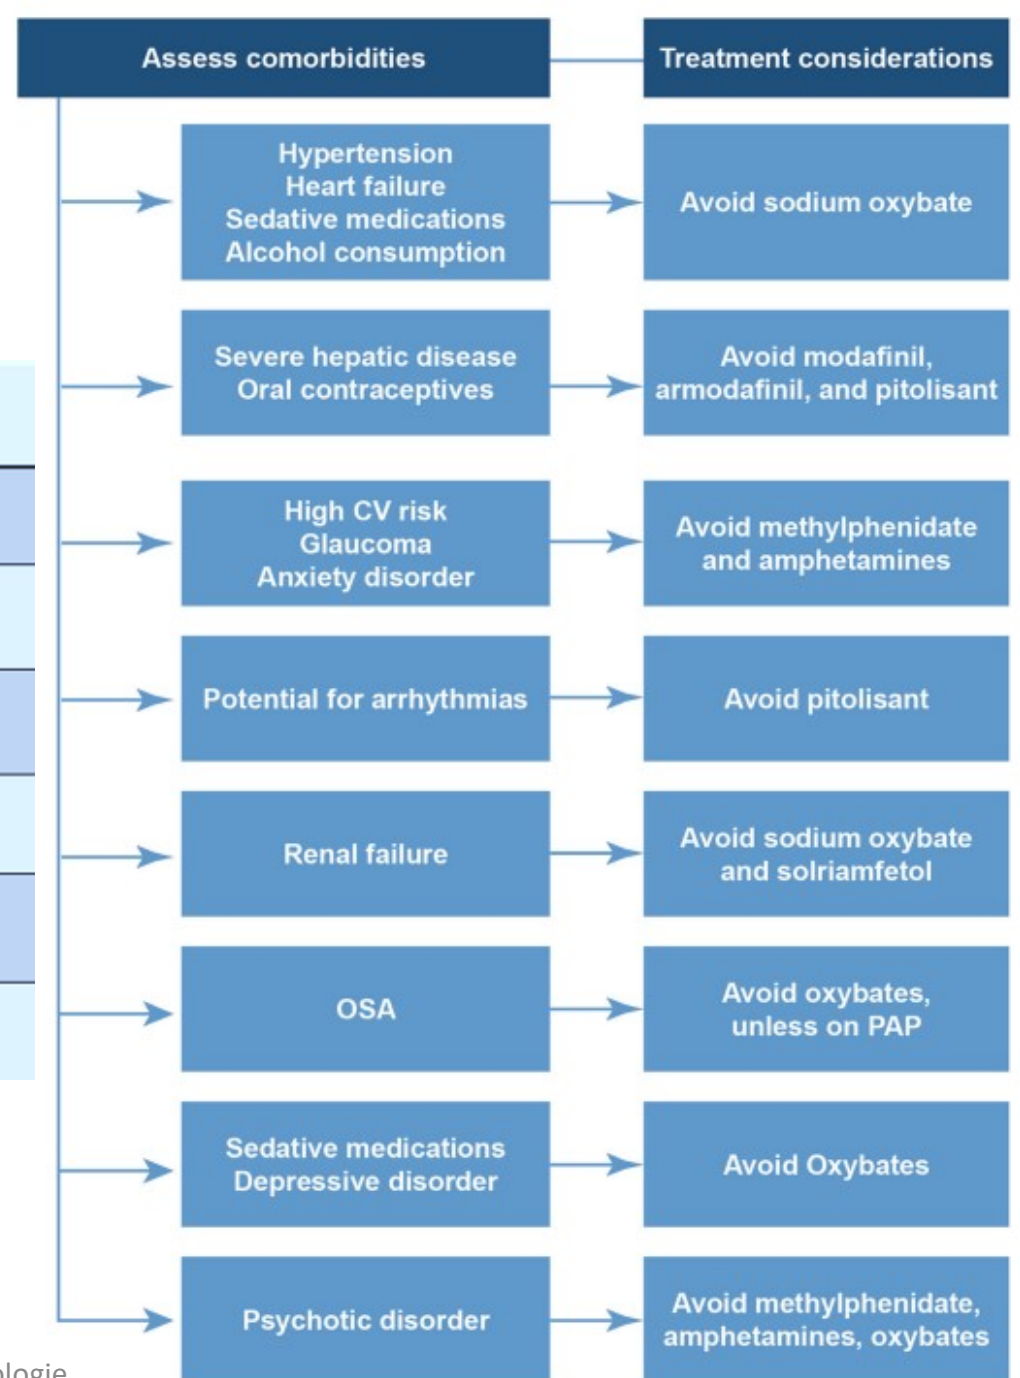 Assess comorbidities
Treatment considerations
Hypertension
Heart failure
Sedative medications
Alcohol consumption
Avoid sodium oxybate
Severe hepatic disease
Oral contraceptives
Avoid modafinil,
armodafinil, and pitolisant
High CV risk
Glaucoma
Anxiety disorder
Avoid methylphenidate
and amphetamines
Potential for arrhythmias
Avoid pitolisant
Renal failure
Avoid sodium oxybate
and solriamfetol
OSA
Avoid oxybates,
unless on PAP
Sedative medications
Depressive disorder
Avoid Oxybates
Psychotic disorder
Avoid methylphenidate,
amphetamines, oxybates
ologie